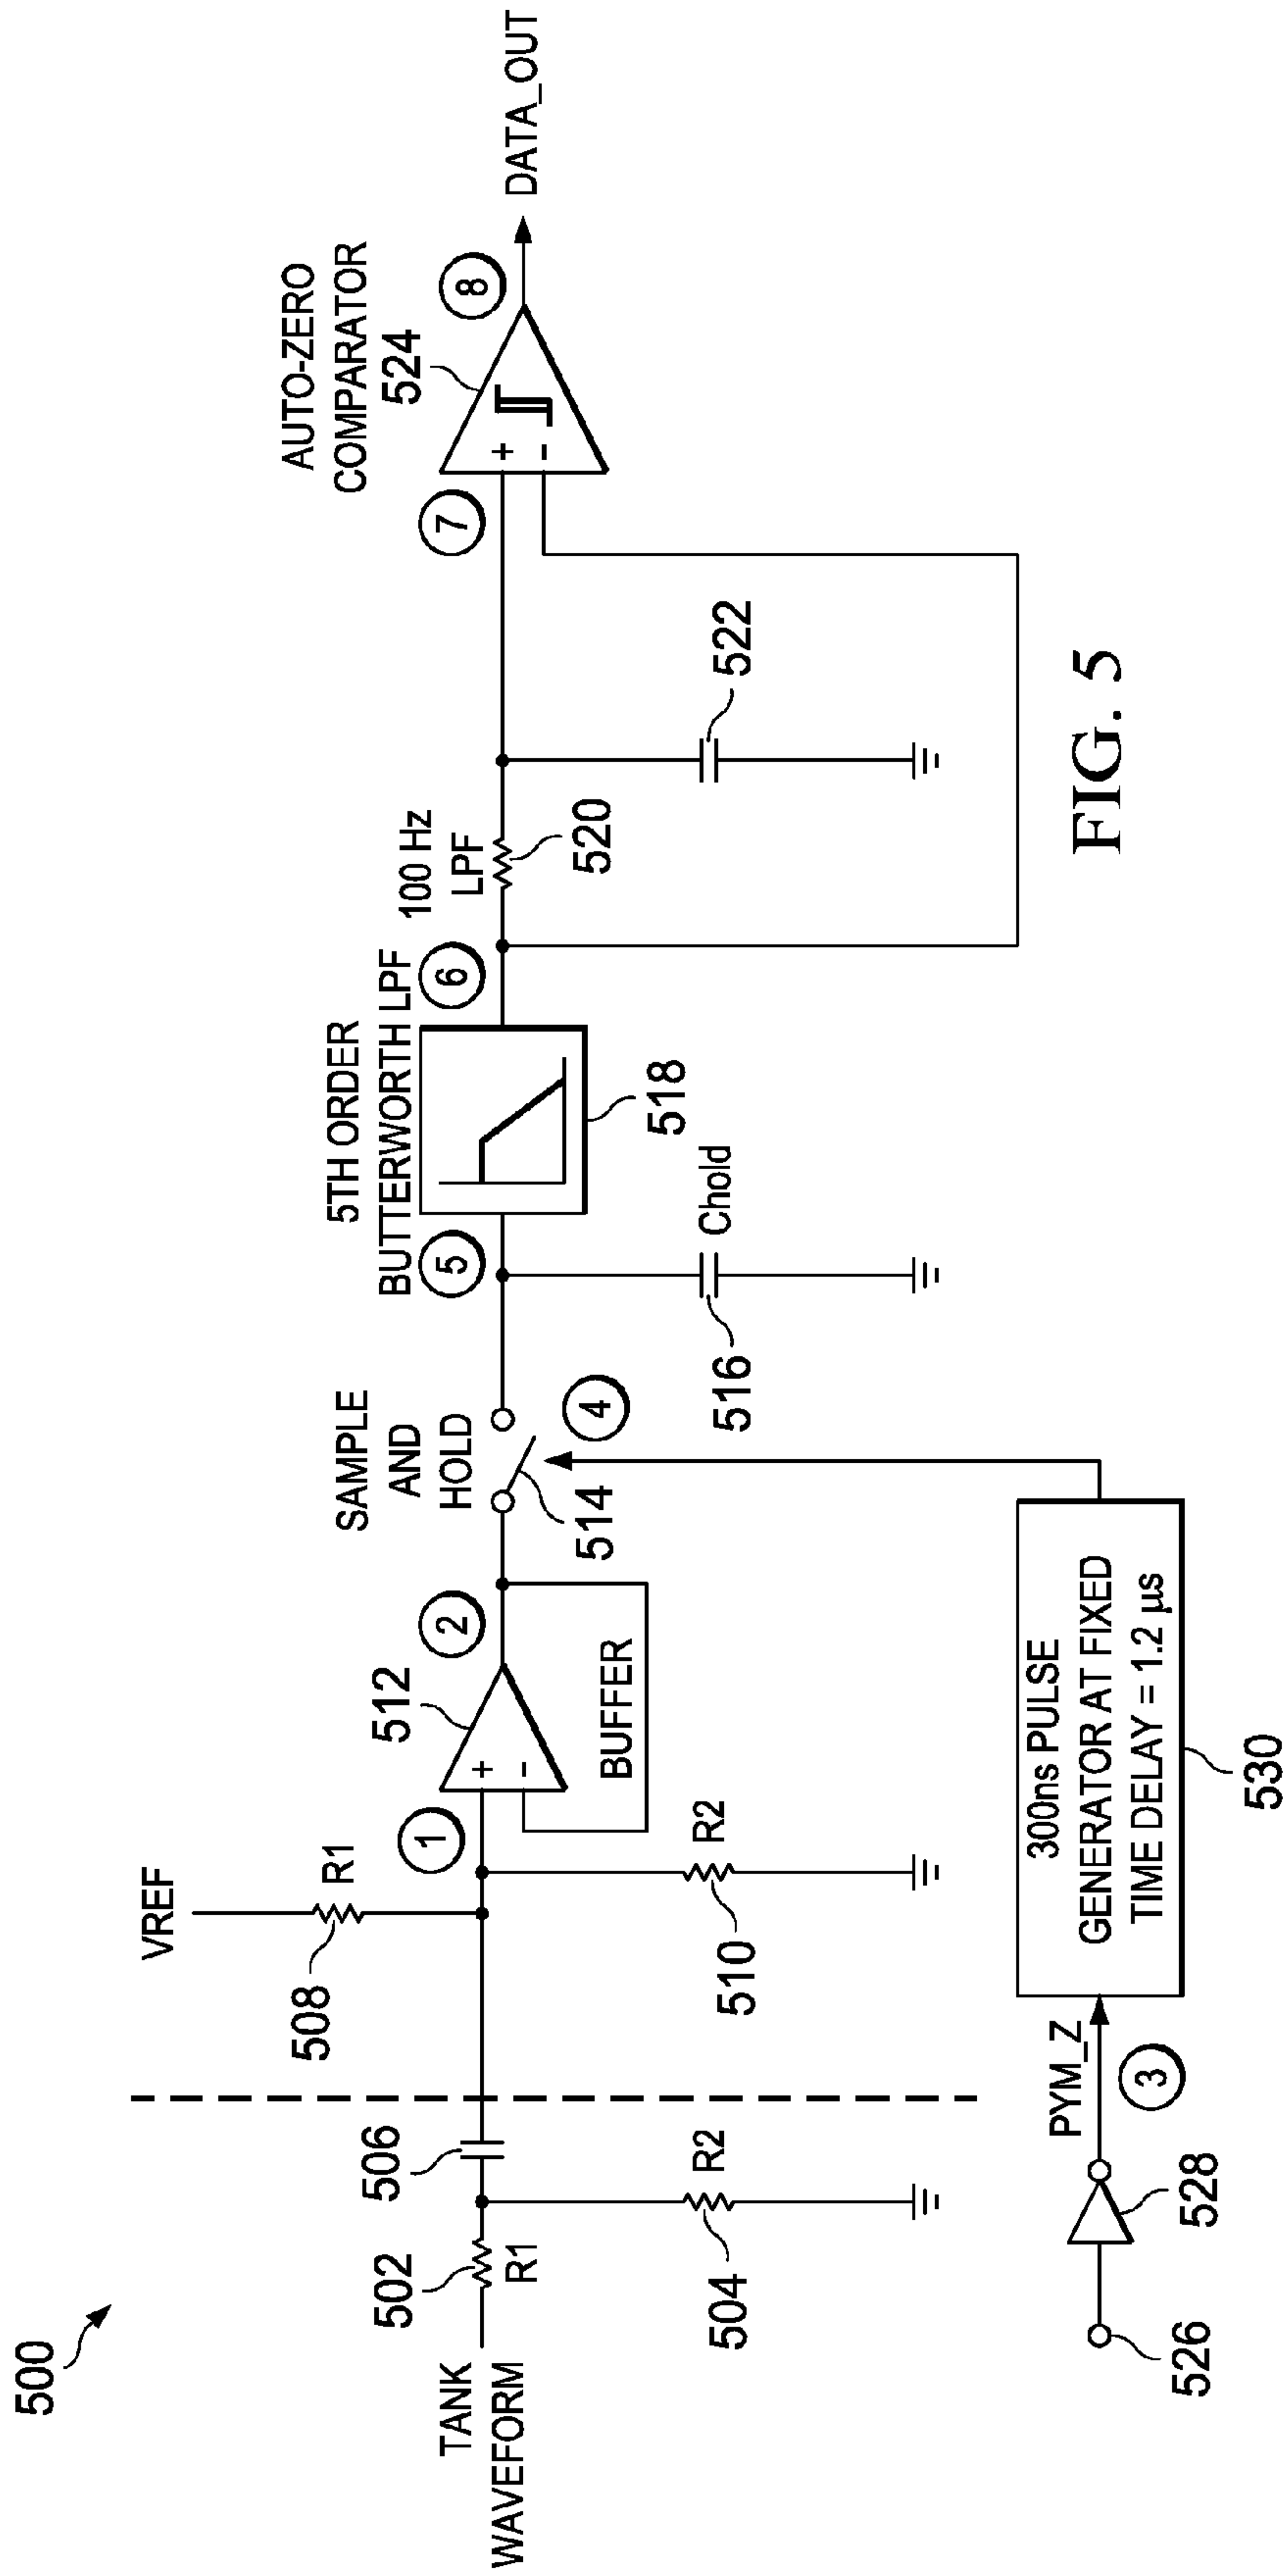 500
TANK
WAVEFORM
502
R1
504
R2
506
VREF
508
R1
510
R2
1
+
-
512
2
BUFFER
SAMPLE
AND
HOLD
514
4
516
Chold
5TH ORDER
BUTTERWORTH LPF
5
518
6
100 Hz
LPF
520
522
7
AUTO-ZERO
COMPARATOR
524
+
-
8
DATA_OUT
526
528
PYM_Z
3
300ns PULSE
GENERATOR AT FIXED
TIME DELAY = 1.2 µs
530
FIG. 5